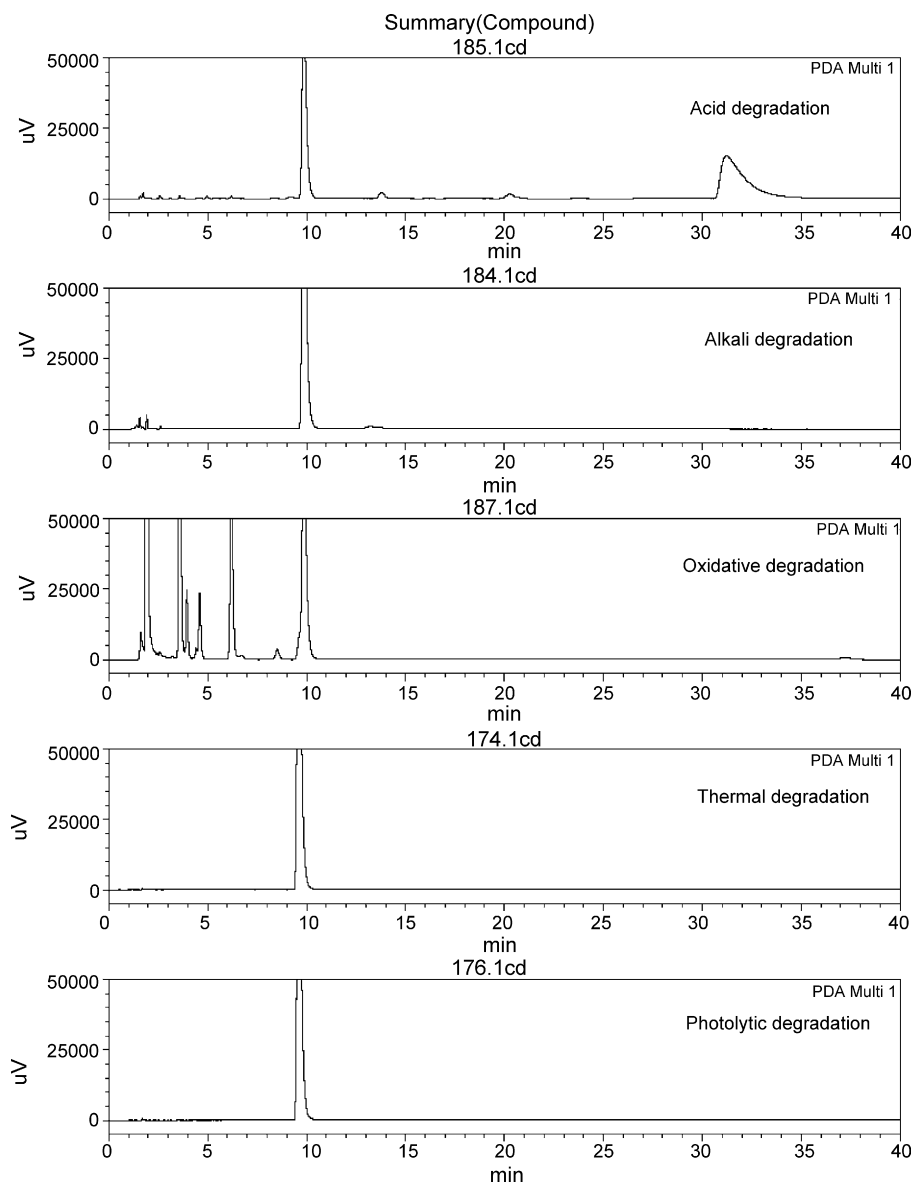 Summary(Compound)
185.1cd
50000
PDA Multi 1
Acid degradation
uV
25000
0
0 5 10 15 20 25 30 35 40
min
184.1cd
50000
PDA Multi 1
Alkali degradation
uV
25000
0
0 5 10 15 20 25 30 35 40
min
187.1cd
50000
PDA Multi 1
Oxidative degradation
uV
25000
0
0 5 10 15 20 25 30 35 40
min
174.1cd
50000
PDA Multi 1
Thermal degradation
uV
25000
0
0 5 10 15 20 25 30 35 40
min
176.1cd
50000
PDA Multi 1
Photolytic degradation
uV
25000
0
0 5 10 15 20 25 30 35 40
min